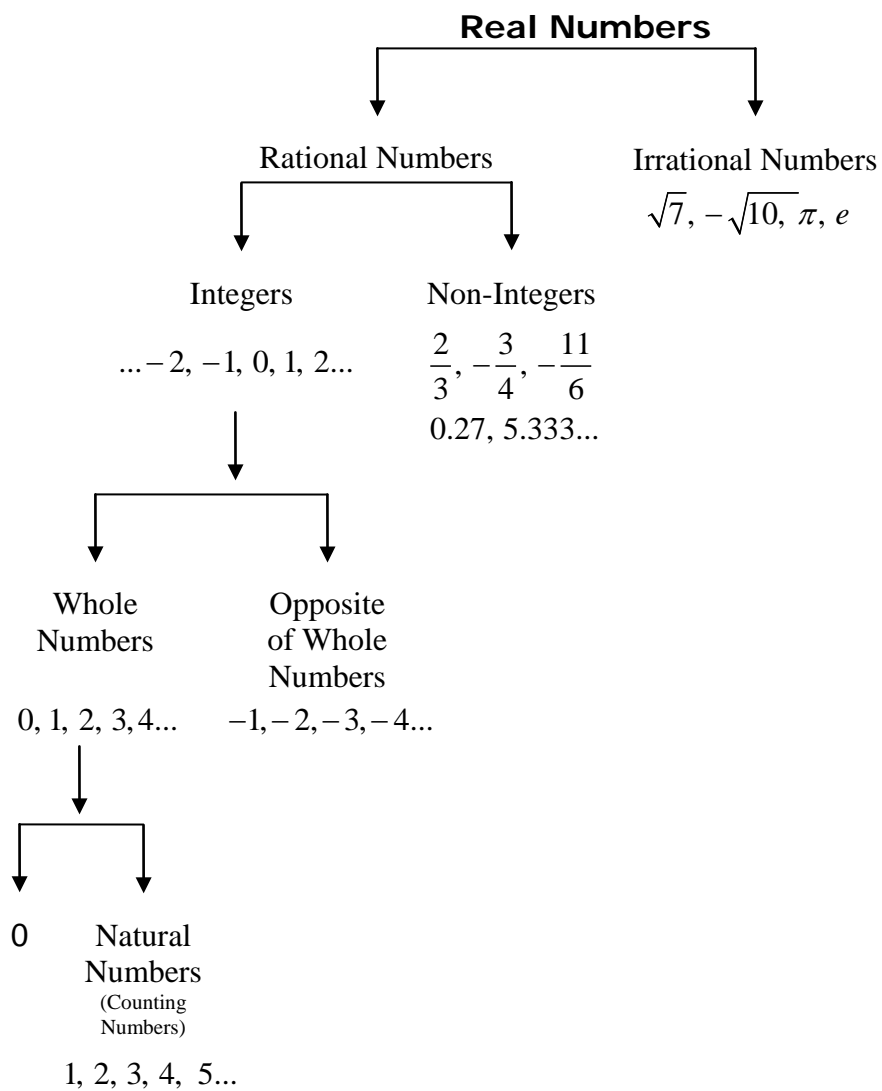 Real Numbers
Rational Numbers
Irrational Numbers
√7, −√10, π, e
Integers
Non-Integers
...−2, −1, 0, 1, 2...
2/3, −3/4, −11/6
0.27, 5.333...
Whole
Numbers
Opposite
of Whole
Numbers
0, 1, 2, 3, 4...
−1, −2, −3, −4...
0
Natural
Numbers
(Counting
Numbers)
1, 2, 3, 4, 5...